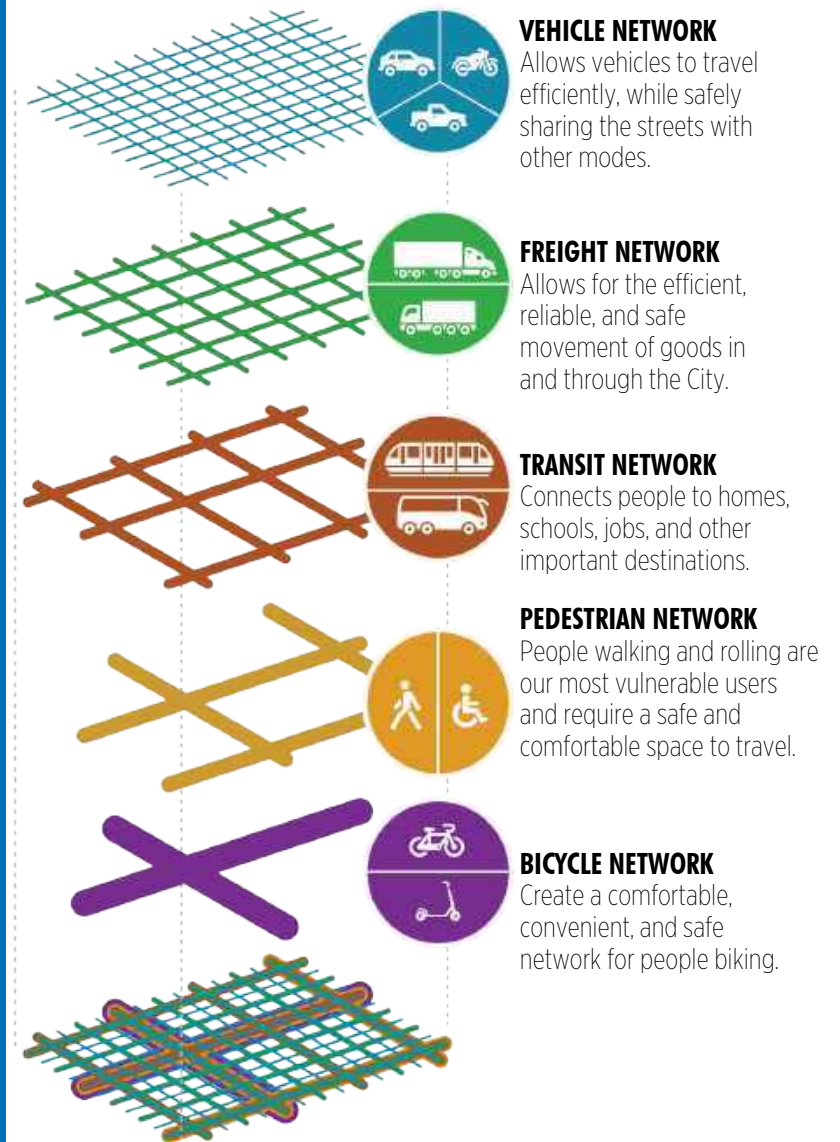 VEHICLE NETWORK
Allows vehicles to travel
efficiently, while safely
sharing the streets with
other modes.
FREIGHT NETWORK
Allows for the efficient,
reliable, and safe
movement of goods in
and through the City.
TRANSIT NETWORK
Connects people to homes,
schools, jobs, and other
important destinations.
PEDESTRIAN NETWORK
People walking and rolling are
our most vulnerable users
and require a safe and
comfortable space to travel.
BICYCLE NETWORK
Create a comfortable,
convenient, and safe
network for people biking.